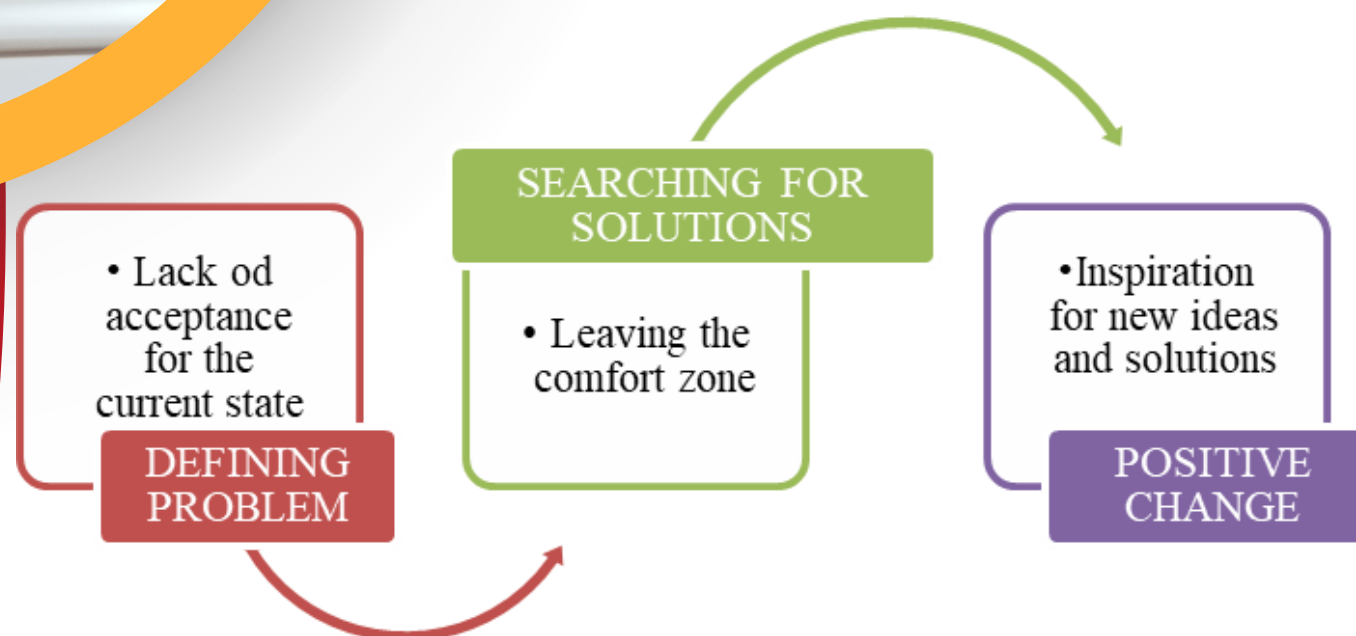 • Lack od
acceptance
for the
current state
DEFINING
PROBLEM
SEARCHING FOR
SOLUTIONS
• Leaving the
comfort zone
•Inspiration
for new ideas
and solutions
POSITIVE
CHANGE